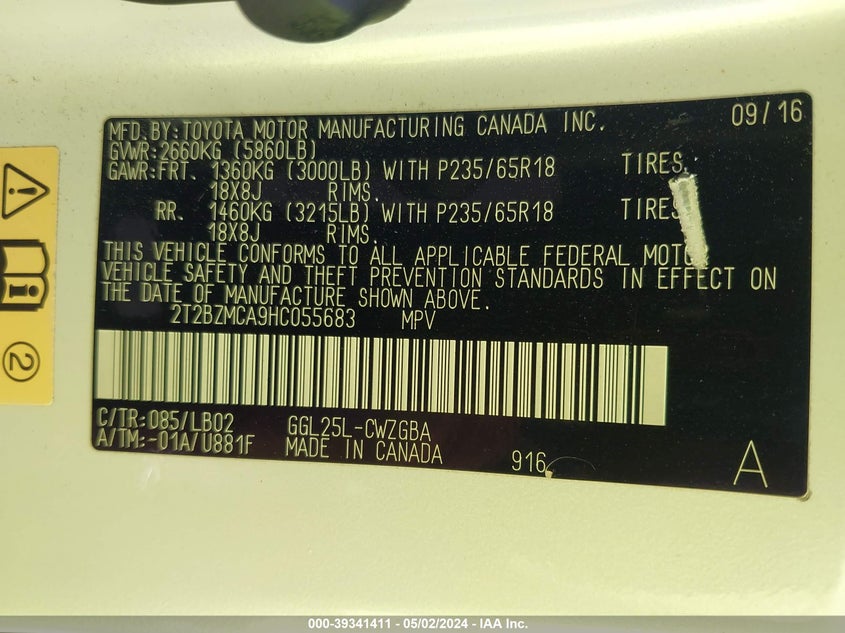 09/16
MFD.BY:TOYOTA MOTOR MANUFACTURING CANADA INC.
GVWR:2660KG (5860LB)
GAWR:FRT. 1360KG (3000LB) WITH P235/65R18 TIRES.
18X8J RIMS.
RR. 1460KG (3215LB) WITH P235/65R18 TIRES
18X8J RIMS.
THIS VEHICLE CONFORMS TO ALL APPLICABLE FEDERAL MOTOR
VEHICLE SAFETY AND THEFT PREVENTION STANDARDS IN EFFECT ON
THE DATE OF MANUFACTURE SHOWN ABOVE.
2T2BZMCA9HC055683 MPV
C/TR:085/LB02 GGL25L-CWZGBA
A/TM:-01A/U881F MADE IN CANADA
916
A
2
000-39341411 - 05/02/2024 - IAA Inc.